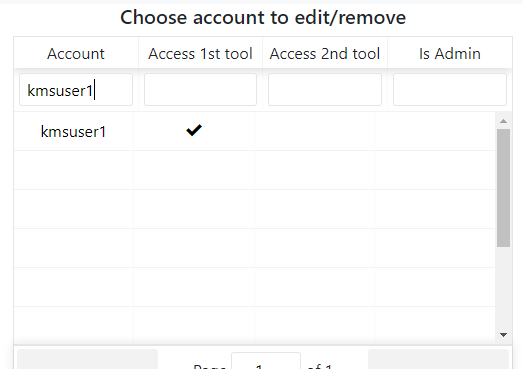 Choose account to edit/remove
Account Access 1st tool Access 2nd tool Is Admin
kmsuser1
kmsuser1 ✔
Page 1 of 1